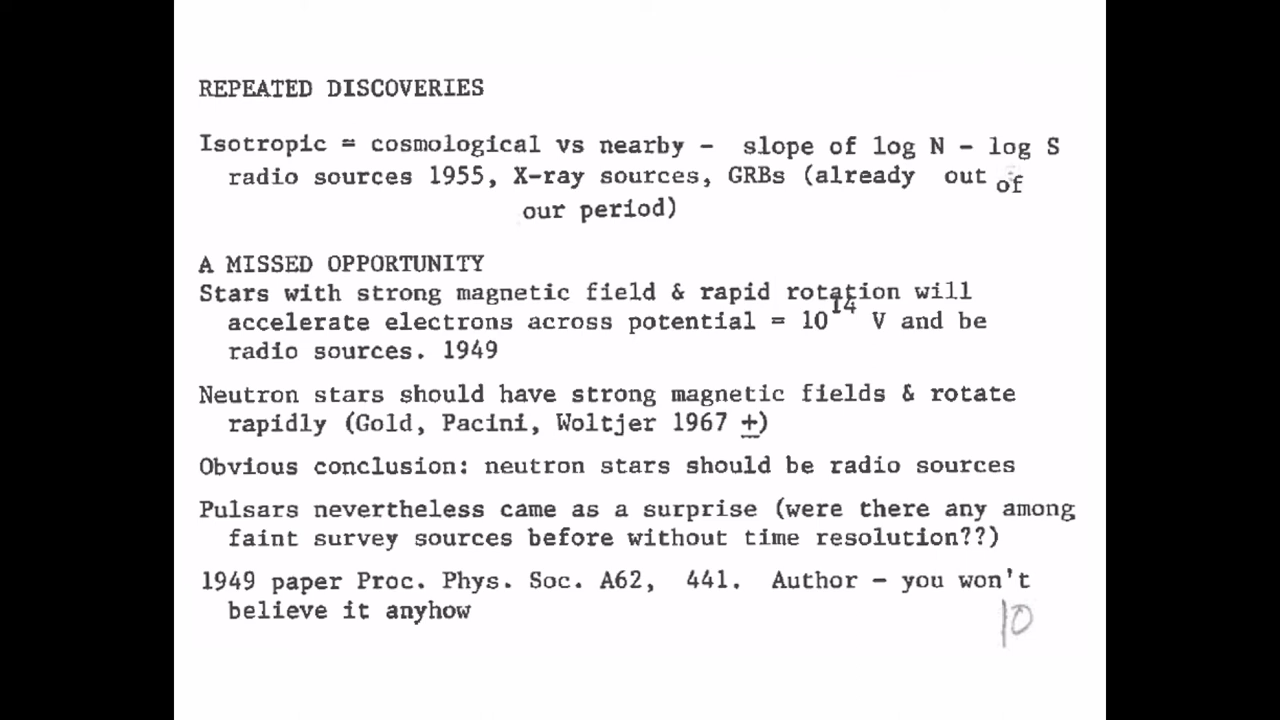 REPEATED DISCOVERIES
Isotropic = cosmological vs nearby - slope of log N - log S
radio sources 1955, X-ray sources, GRBs (already out of
our period)
A MISSED OPPORTUNITY
Stars with strong magnetic field & rapid rotation will
accelerate electrons across potential = 10^14 V and be
radio sources. 1949
Neutron stars should have strong magnetic fields & rotate
rapidly (Gold, Pacini, Woltjer 1967 ±)
Obvious conclusion: neutron stars should be radio sources
Pulsars nevertheless came as a surprise (were there any among
faint survey sources before without time resolution??)
1949 paper Proc. Phys. Soc. A62, 441. Author - you won't
believe it anyhow
10